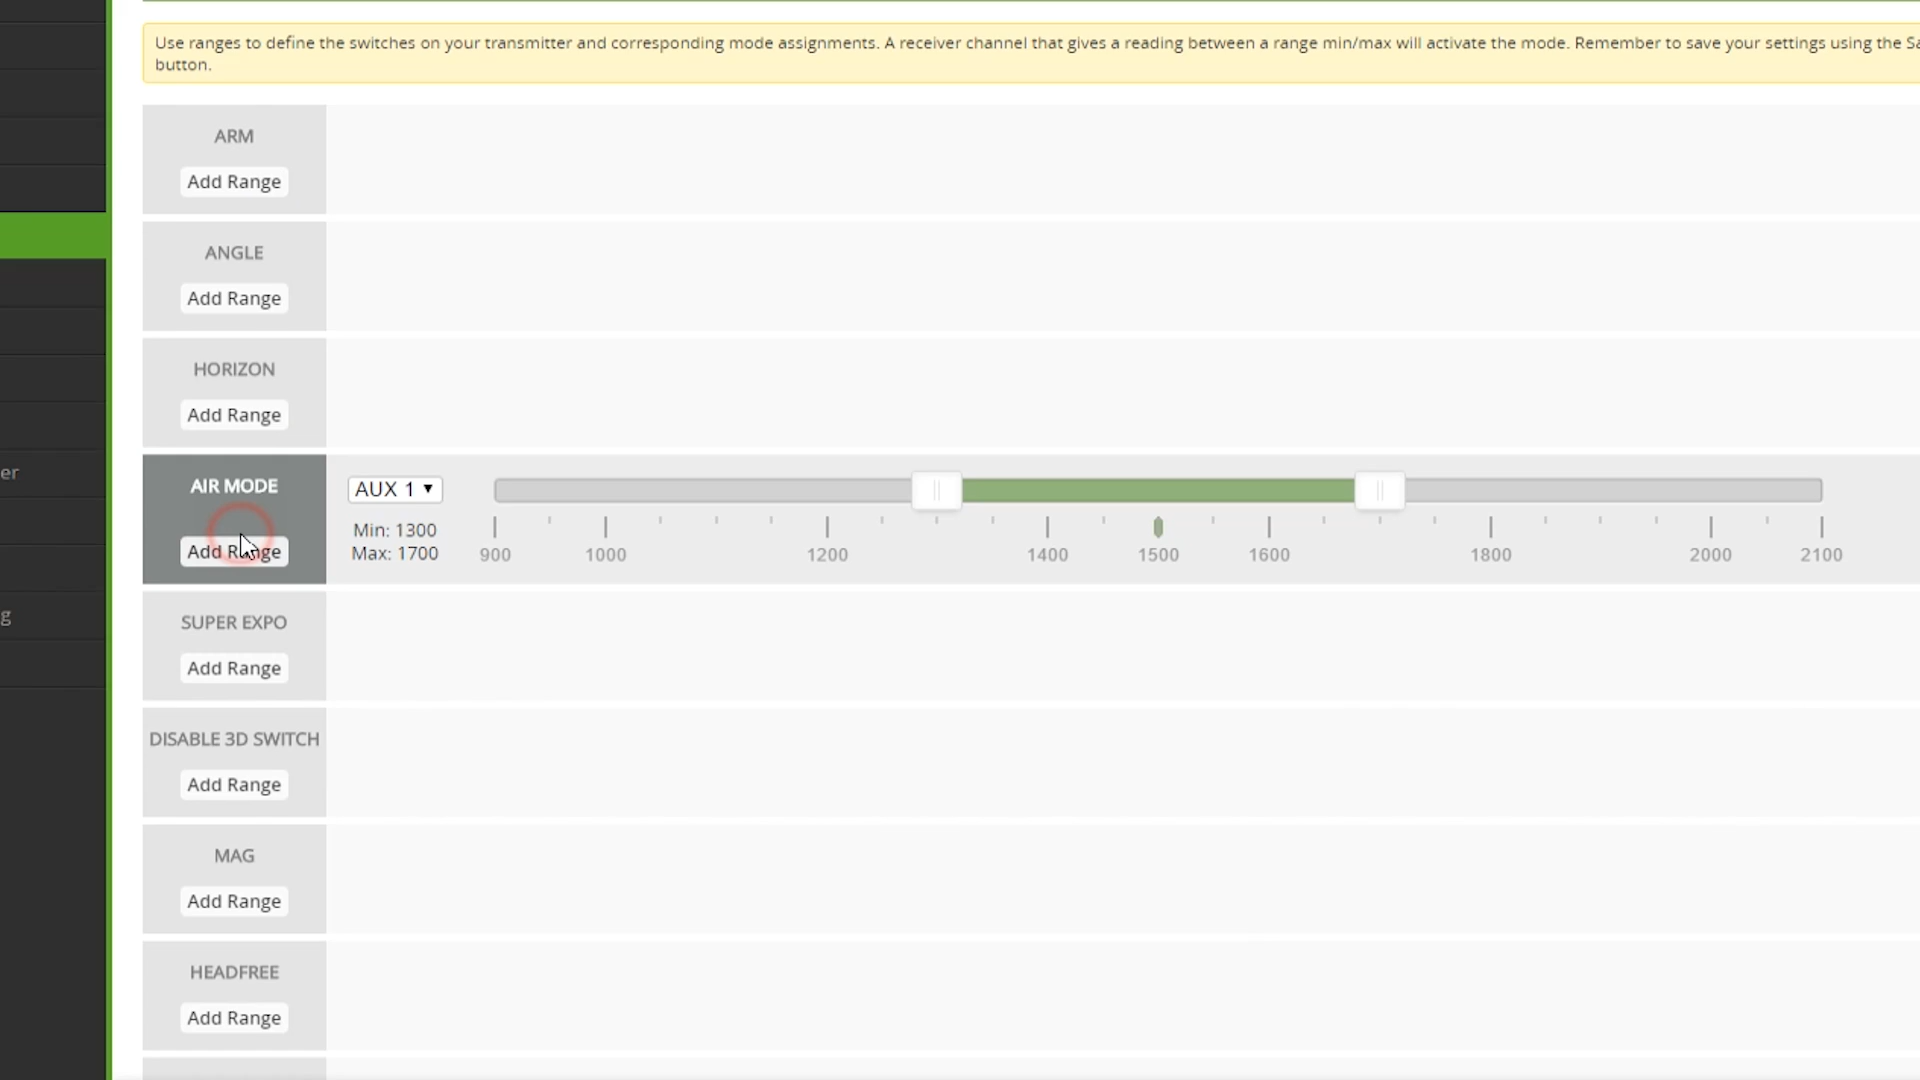 Use ranges to define the switches on your transmitter and corresponding mode assignments. A receiver channel that gives a reading between a range min/max will activate the mode. Remember to save your settings using the Sa
button.
ARM
Add Range
ANGLE
Add Range
HORIZON
Add Range
er
AIR MODE
AUX 1
Add Range
Min: 1300
Max: 1700
900 1000 1200 1400 1500 1600 1800 2000 2100
g
SUPER EXPO
Add Range
DISABLE 3D SWITCH
Add Range
MAG
Add Range
HEADFREE
Add Range